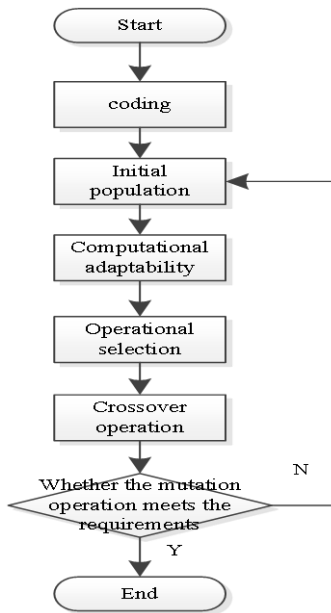 Start
coding
Initial
population
Computational
adaptability
Operational
selection
Crossover
operation
Whether the mutation
operation meets the
requirements
N
Y
End